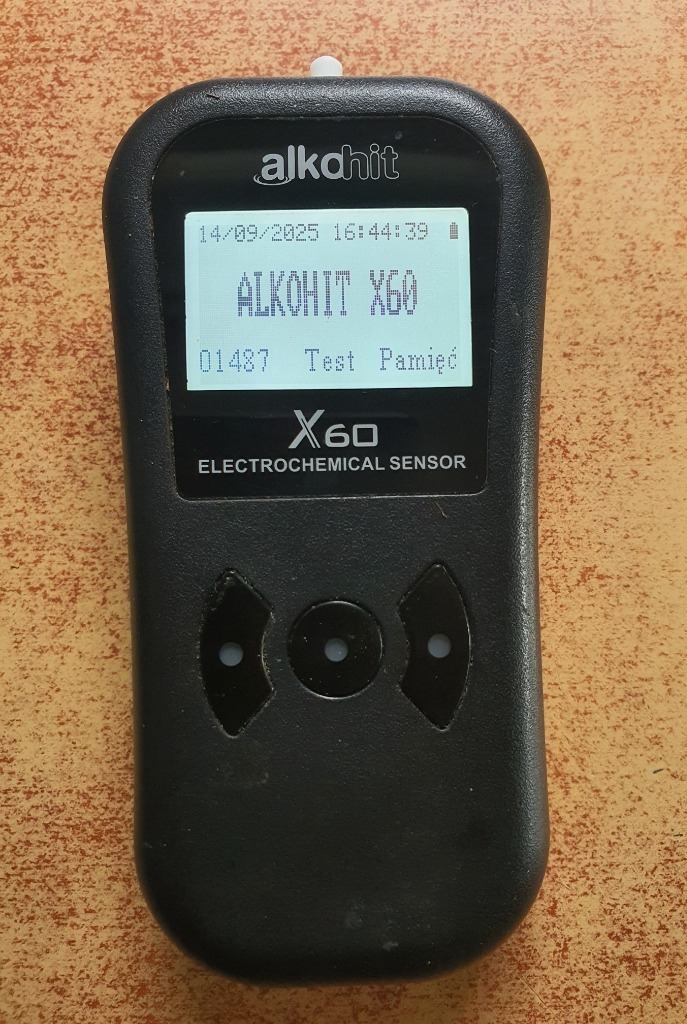 alkohit
14/09/2025 16:44:39
ALKOHIT X60
01487 Test Pamięć
X60
ELECTROCHEMICAL SENSOR